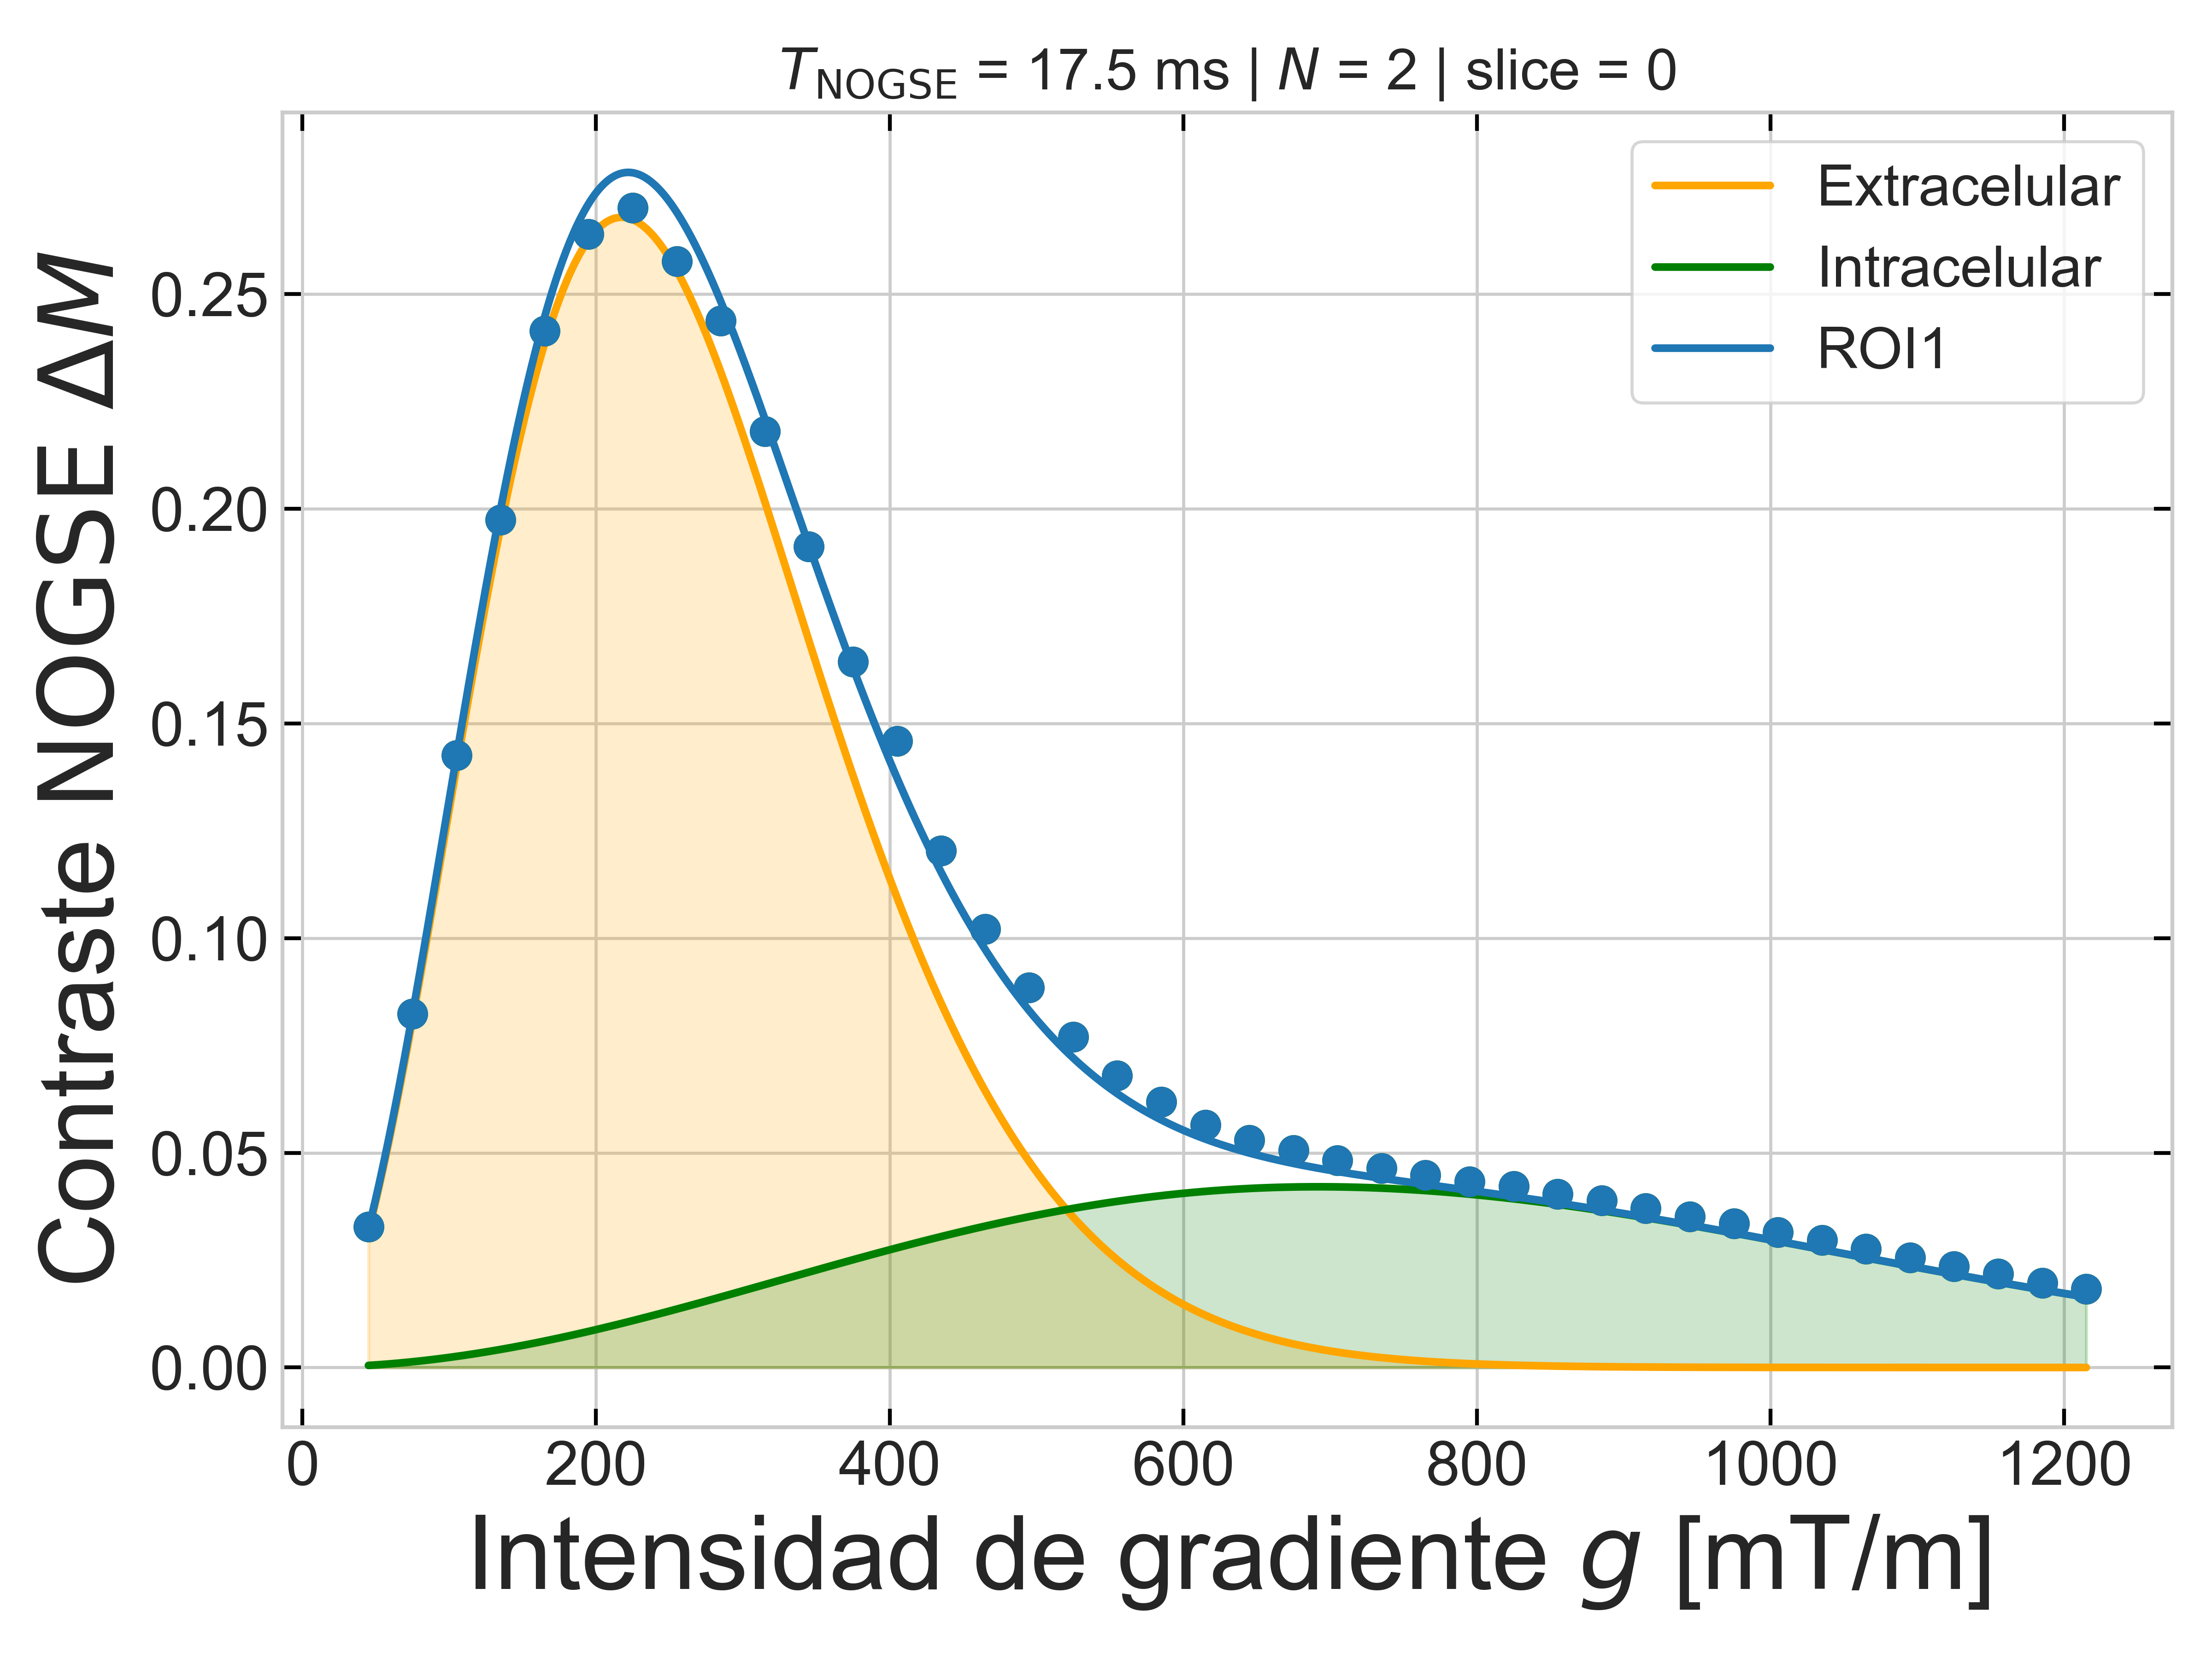 T_NOGSE = 17.5 ms | N = 2 | slice = 0
Extracelular
Intracelular
ROI1
Contraste NOGSE ΔM
0.25
0.20
0.15
0.10
0.05
0.00
0 200 400 600 800 1000 1200
Intensidad de gradiente g [mT/m]